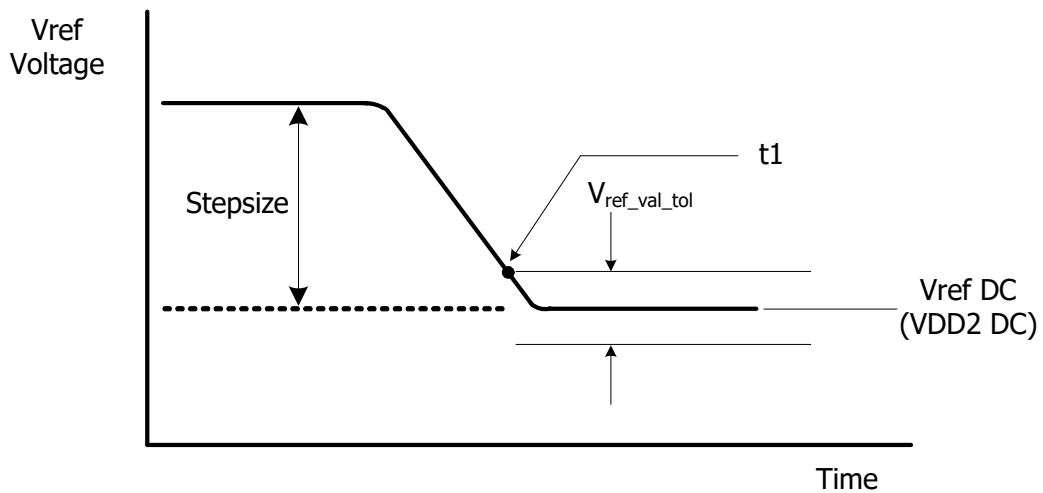 Vref
Voltage
t1
Vref_val_tol
Stepsize
Vref DC
(VDD2 DC)
Time